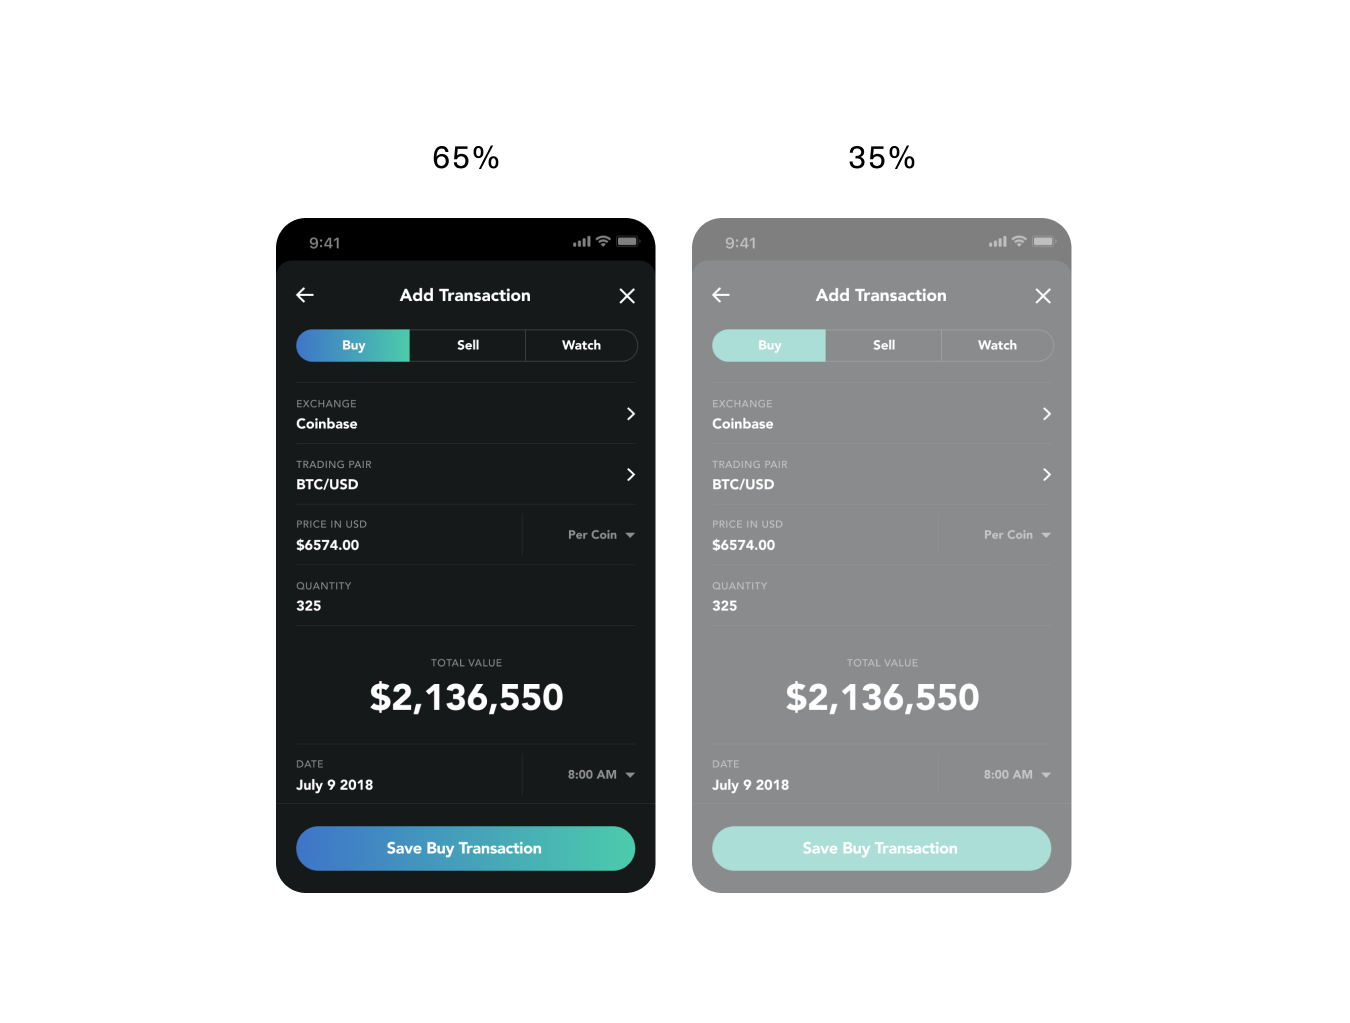 65%
35%
9:41
Add Transaction
Buy Sell Watch
EXCHANGE
Coinbase
TRADING PAIR
BTC/USD
PRICE IN USD
$6574.00
Per Coin
QUANTITY
325
TOTAL VALUE
$2,136,550
DATE
July 9 2018
8:00 AM
Save Buy Transaction
9:41
Add Transaction
Buy Sell Watch
EXCHANGE
Coinbase
TRADING PAIR
BTC/USD
PRICE IN USD
$6574.00
Per Coin
QUANTITY
325
TOTAL VALUE
$2,136,550
DATE
July 9 2018
8:00 AM
Save Buy Transaction